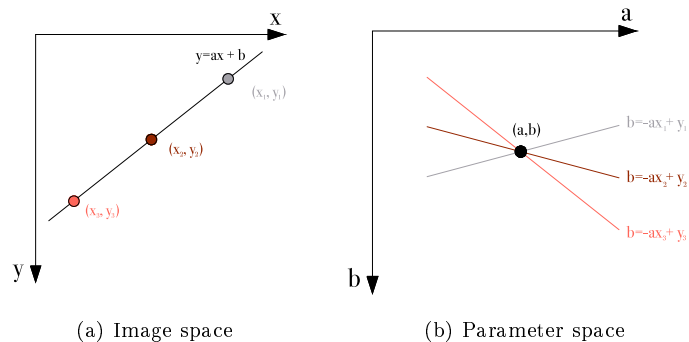 x
y=ax + b
(x₁, y₁)
(x₂, y₂)
(x₃, y₃)
y
(a) Image space
a
(a,b)
b=-ax₁+ y₁
b=-ax₂+ y₂
b=-ax₃+ y₃
b
(b) Parameter space